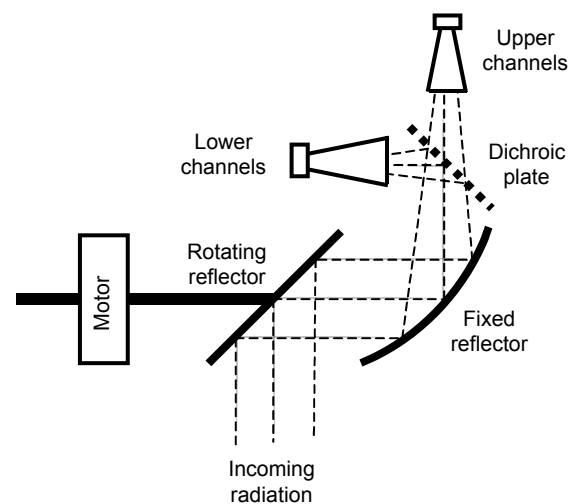 Upper
channels
Lower
channels
Dichroic
plate
Rotating
reflector
Motor
Fixed
reflector
Incoming
radiation